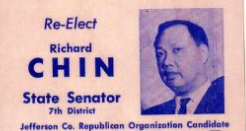 Re-Elect
Richard
CHIN
State Senator
7th District
Jefferson Co. Republican Organization Candidate